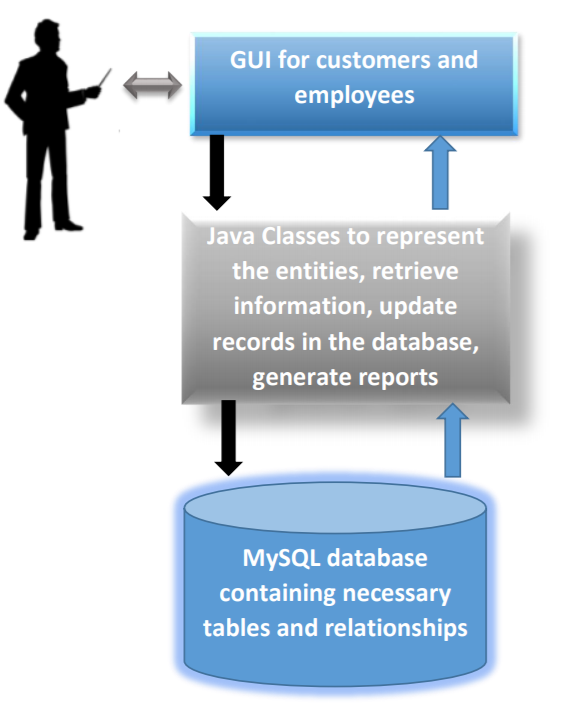 GUI for customers and
employees
Java Classes to represent
the entities, retrieve
information, update
records in the database,
generate reports
MySQL database
containing necessary
tables and relationships